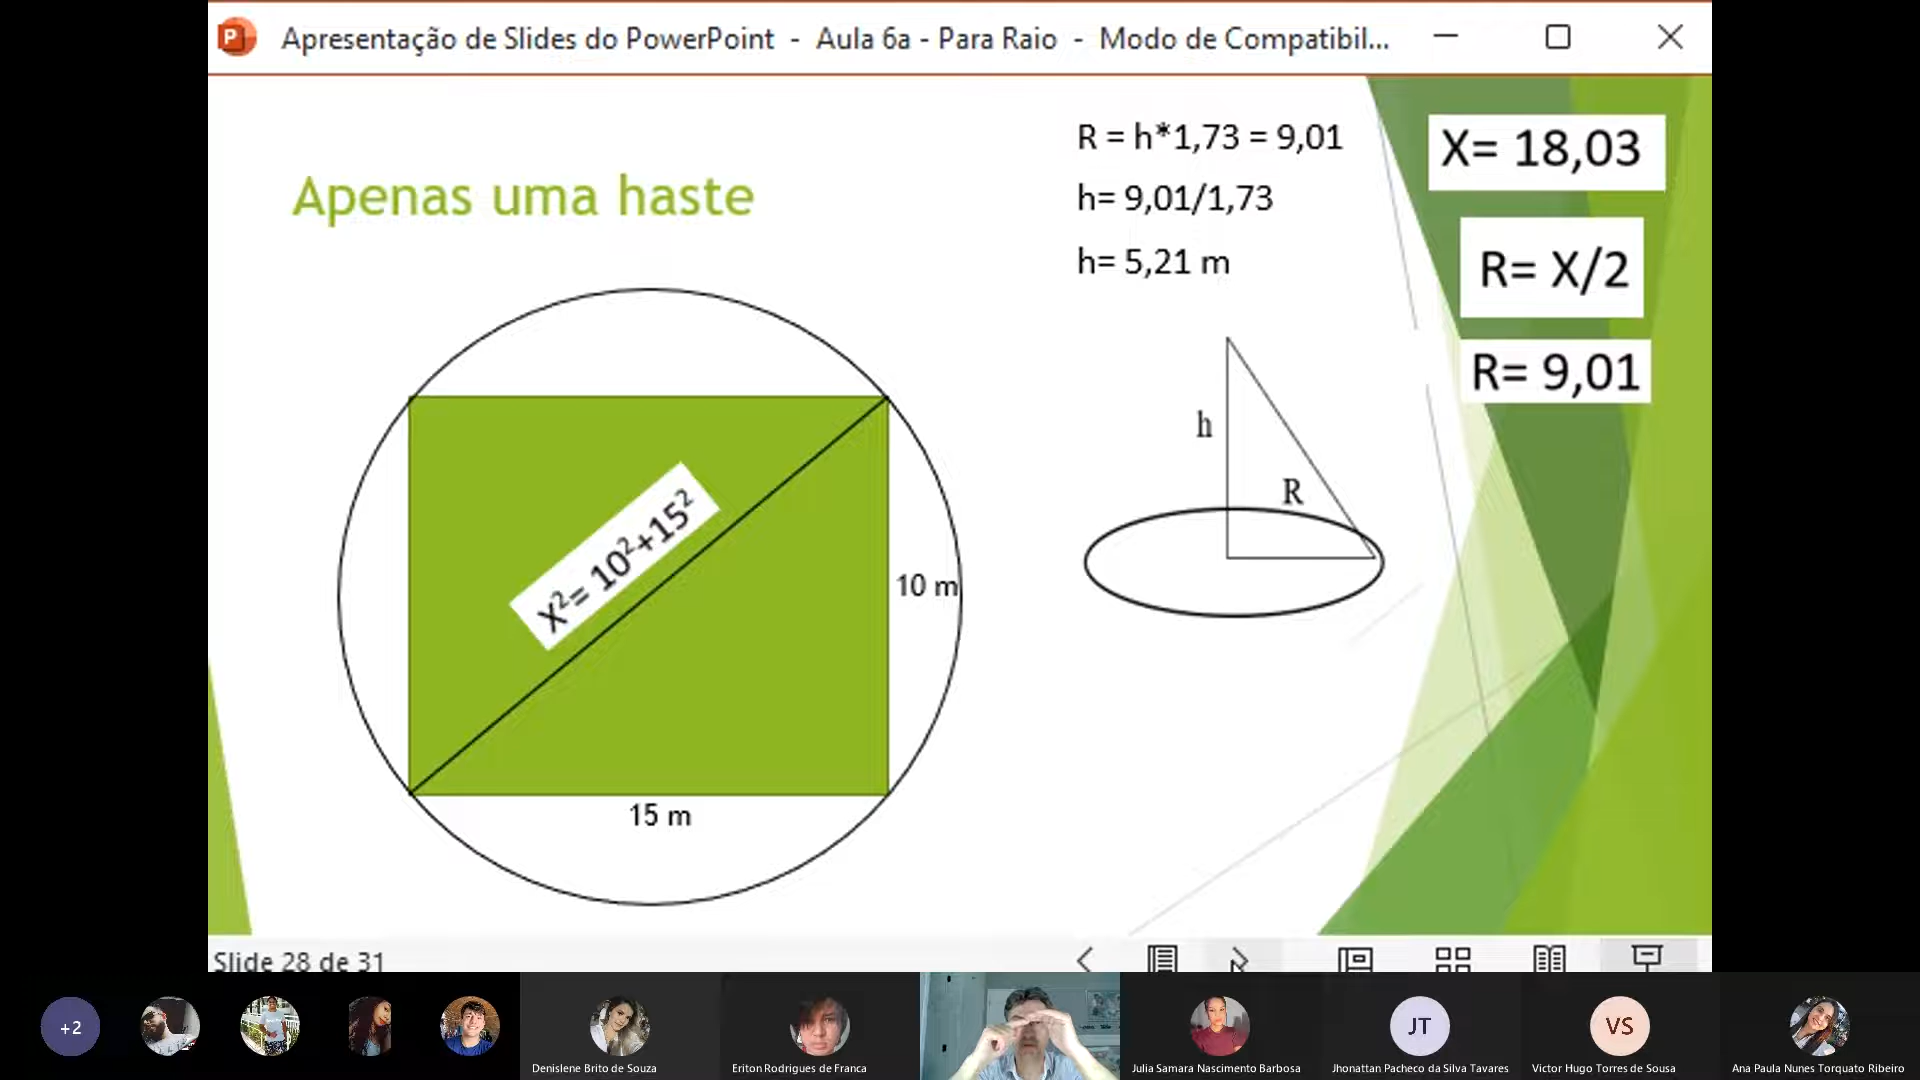 Apresentação de Slides do PowerPoint - Aula 6a - Para Raio - Modo de Compatibil...
Apenas uma haste
R = h*1,73 = 9,01
h= 9,01/1,73
h= 5,21 m
X= 18,03
R= X/2
R= 9,01
h
R
X²= 10²+15²
10 m
15 m
Slide 28 de 31
+2
JT
VS
Denislene Brito de Souza
Eriton Rodrigues de Franca
Julia Samara Nascimento Barbosa
Jhonattan Pacheco da Silva Tavares
Victor Hugo Torres de Sousa
Ana Paula Nunes Torquato Ribeiro